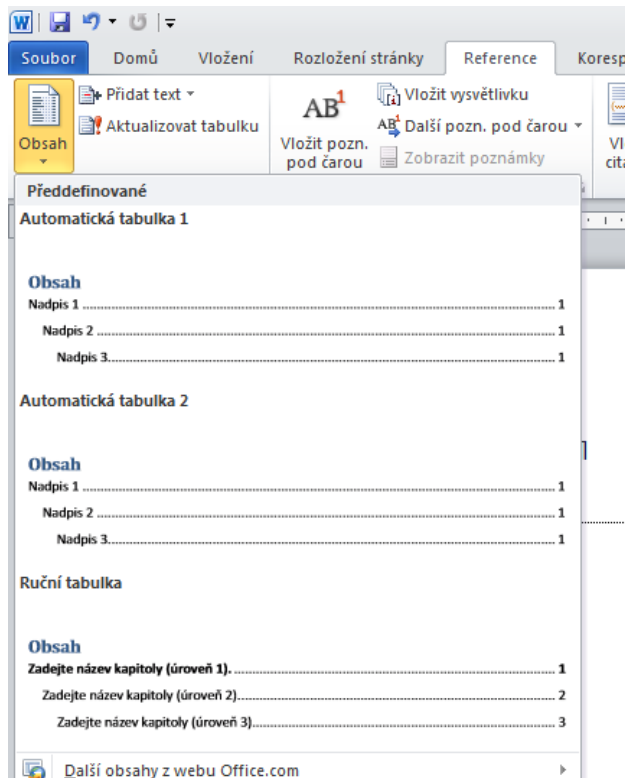 Soubor Domů Vložení Rozložení stránky Reference Koresp
Obsah
Přidat text
Aktualizovat tabulku
AB1
Vložit pozn.
pod čarou
Vložit vysvětlivku
AB1 Další pozn. pod čarou
Zobrazit poznámky
Vl
cita
Předdefinované
Automatická tabulka 1
Obsah
Nadpis 1 .......... 1
Nadpis 2 .......... 1
Nadpis 3.......... 1
Automatická tabulka 2
Obsah
Nadpis 1 .......... 1
Nadpis 2 .......... 1
Nadpis 3.......... 1
Ruční tabulka
Obsah
Zadejte název kapitoly (úroveň 1). .......... 1
Zadejte název kapitoly (úroveň 2).......... 2
Zadejte název kapitoly (úroveň 3).......... 3
Další obsahy z webu Office.com